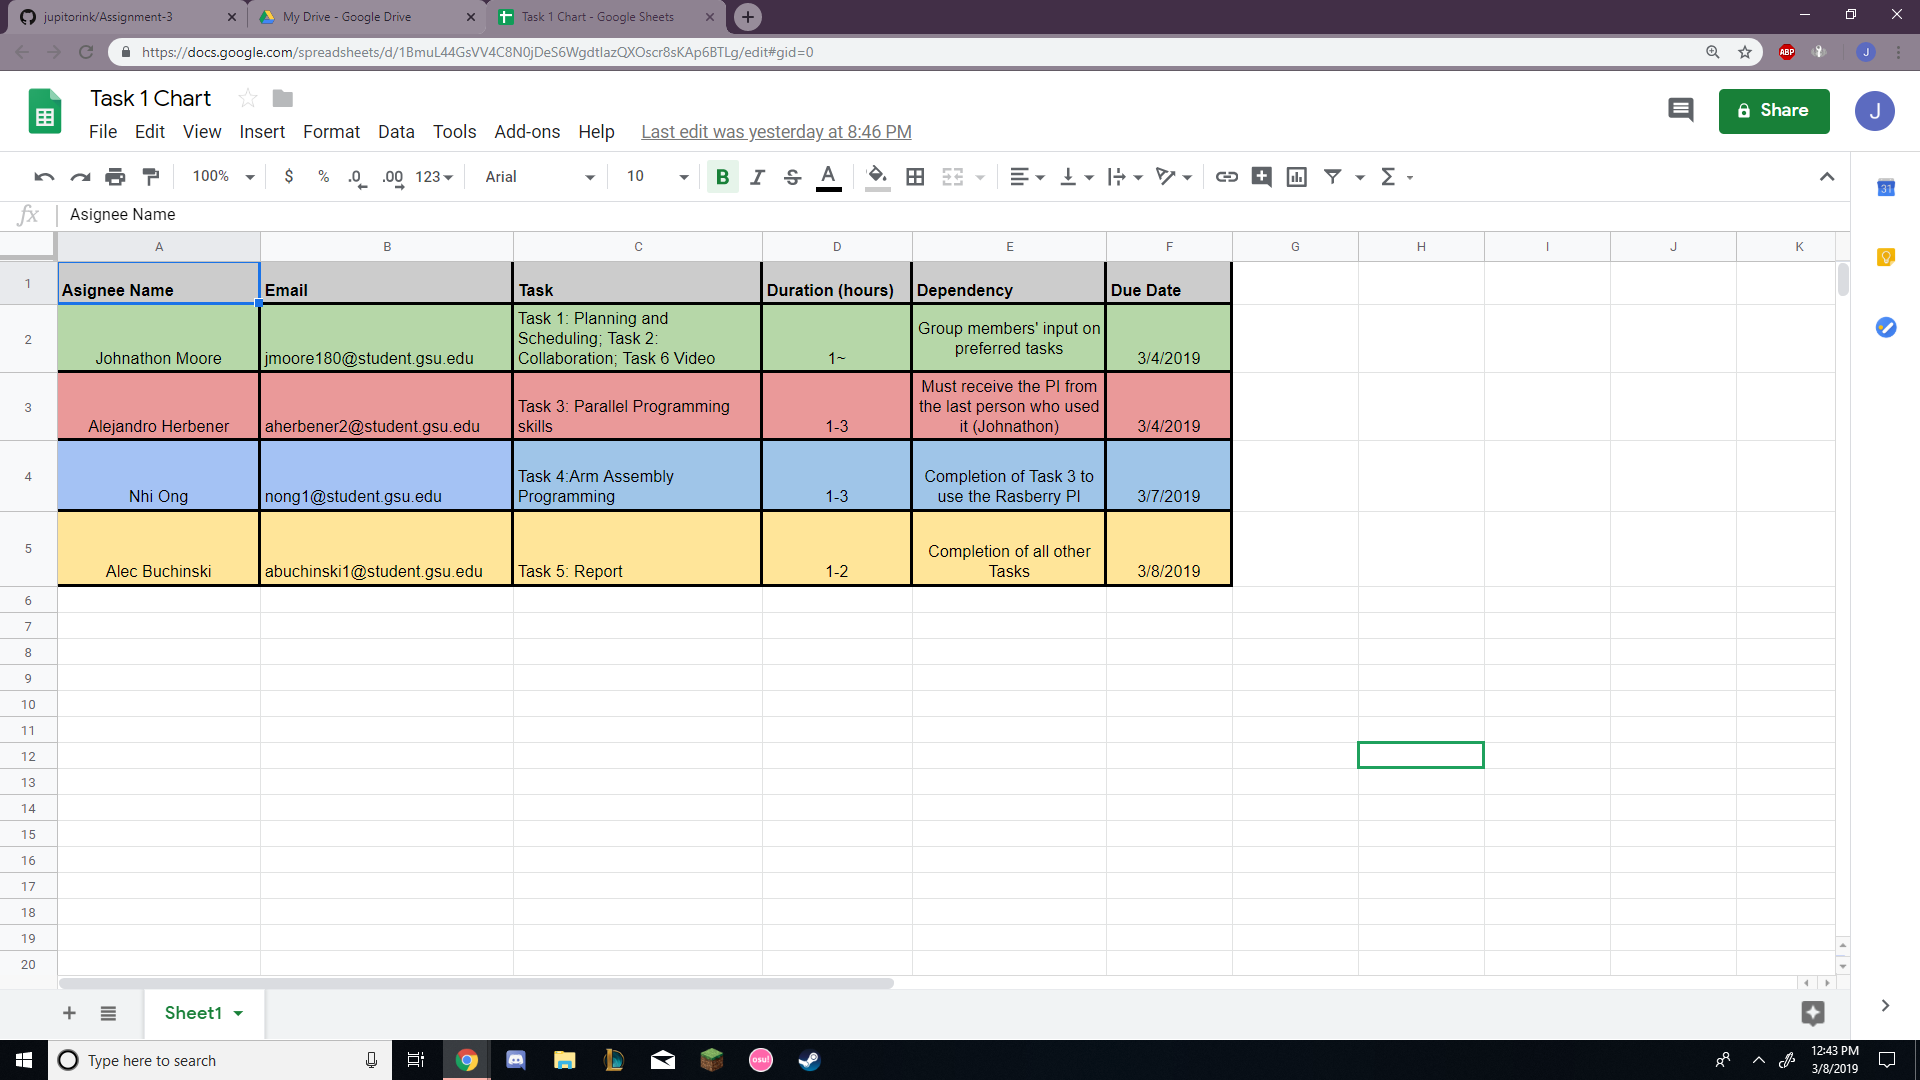 jupitorink/Assignment-3
My Drive - Google Drive
Task 1 Chart - Google Sheets
https://docs.google.com/spreadsheets/d/1BmuL44GsVV4C8N0jDeS6WgdtIazQXOscr8sKAp6BTLg/edit#gid=0
ABP
J
Task 1 Chart
File Edit View Insert Format Data Tools Add-ons Help Last edit was yesterday at 8:46 PM
Share
J
100% $ % .0 .00 123 Arial 10 B I S A Σ
31
fx Asignee Name
A B C D E F G H I J K
1 Asignee Name Email Task Duration (hours) Dependency Due Date
2 Johnathon Moore jmoore180@student.gsu.edu
Task 1: Planning and
Scheduling; Task 2:
Collaboration; Task 6 Video
1~
Group members' input on
preferred tasks
3/4/2019
3 Alejandro Herbener aherbener2@student.gsu.edu
Task 3: Parallel Programming
skills
1-3
Must receive the PI from
the last person who used
it (Johnathon)
3/4/2019
4 Nhi Ong nong1@student.gsu.edu
Task 4:Arm Assembly
Programming
1-3
Completion of Task 3 to
use the Rasberry PI
3/7/2019
5 Alec Buchinski abuchinski1@student.gsu.edu
Task 5: Report
1-2
Completion of all other
Tasks
3/8/2019
6
7
8
9
10
11
12
13
14
15
16
17
18
19
20
Sheet1
Type here to search
osu!
12:43 PM
3/8/2019